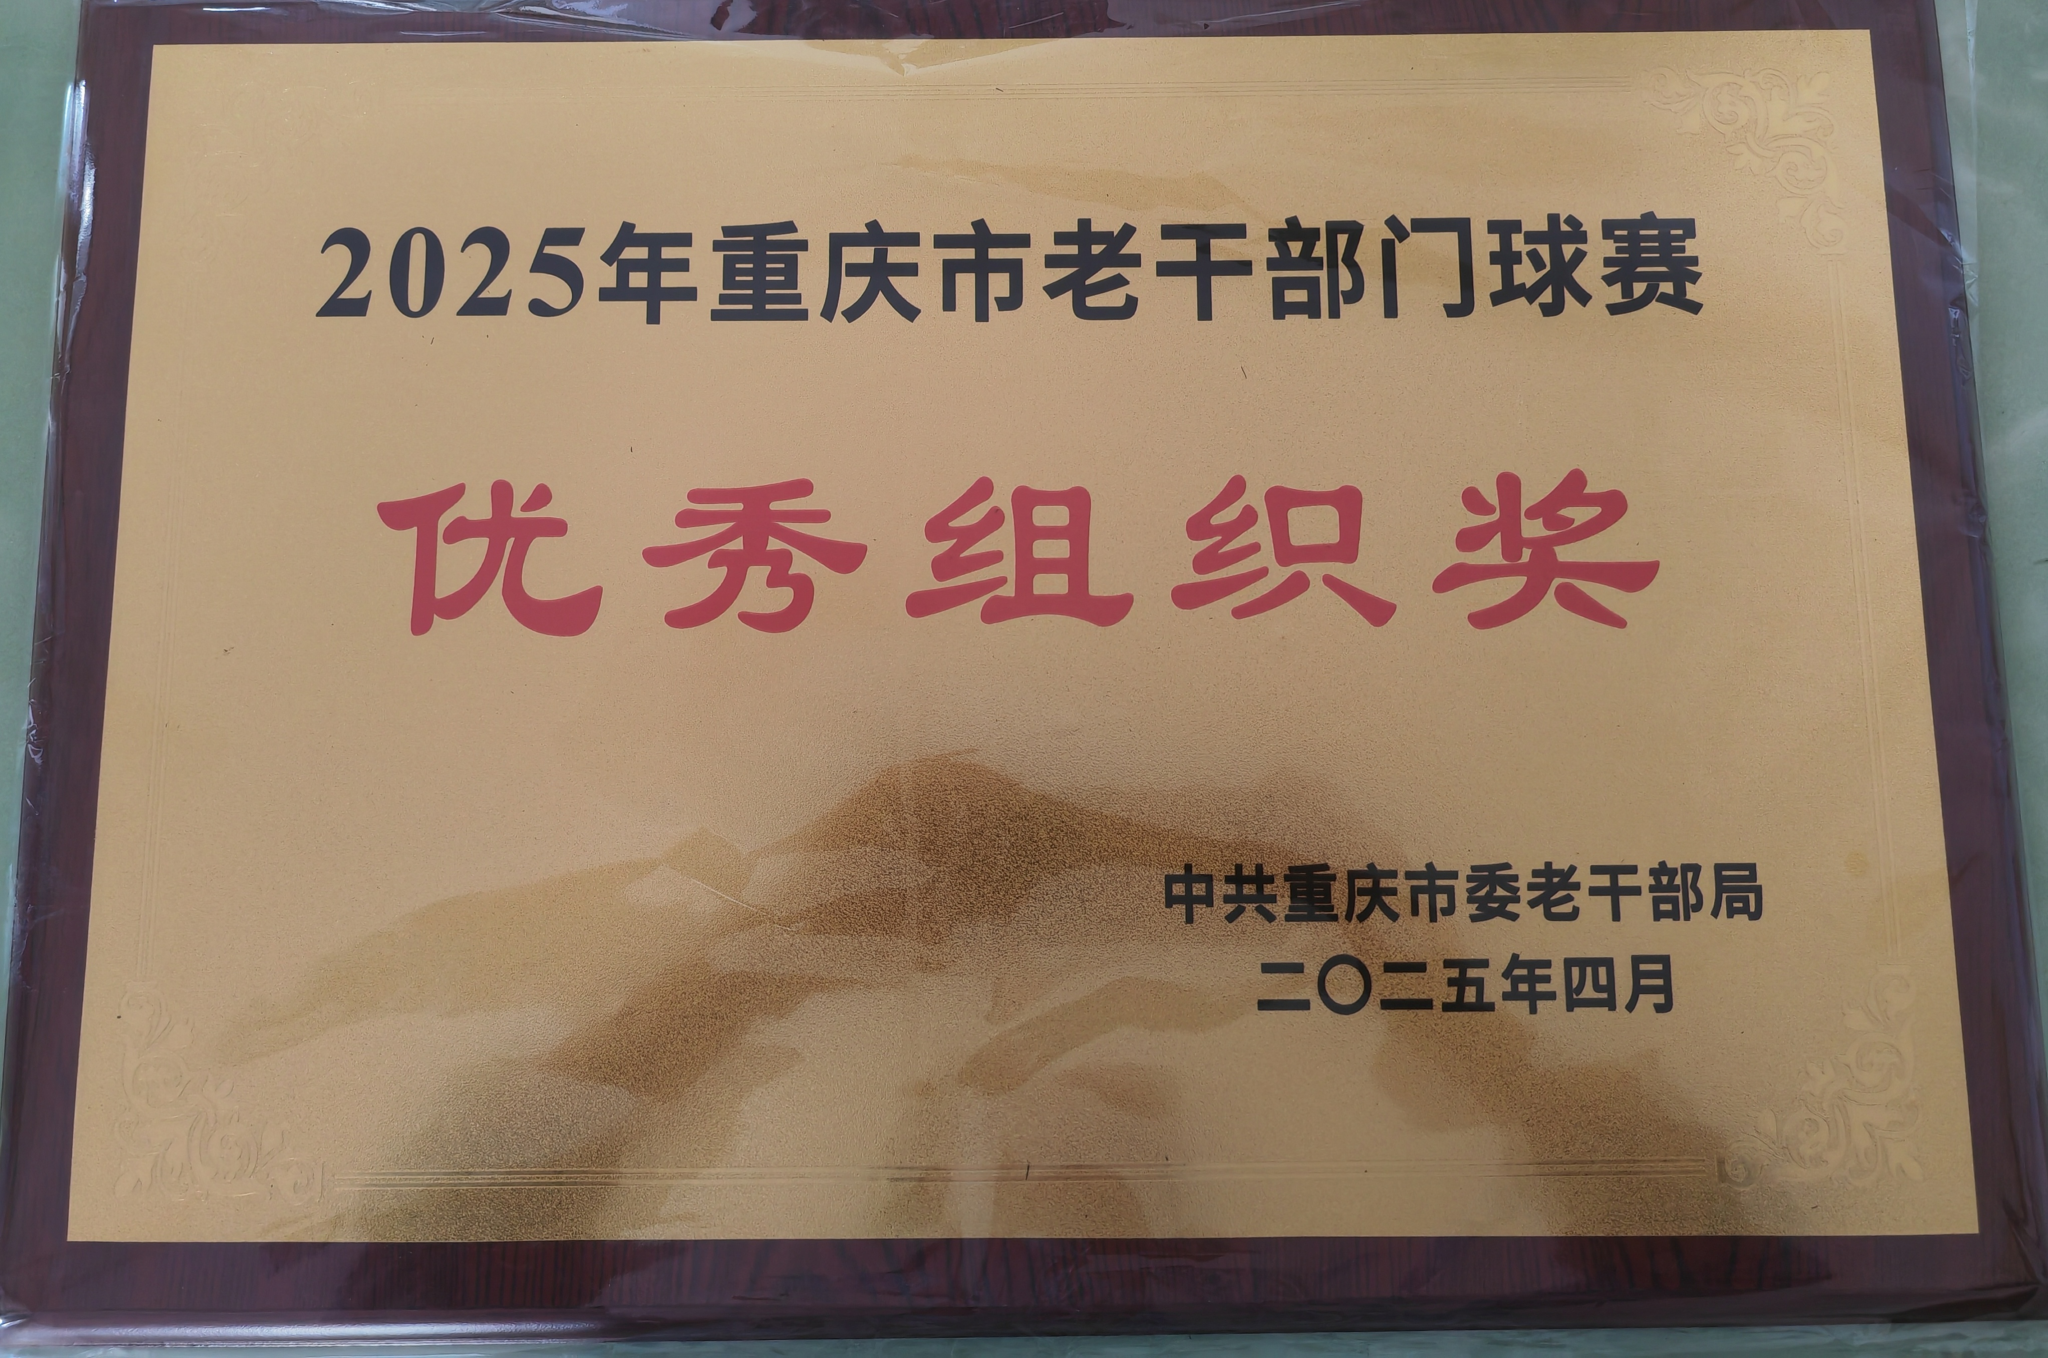 2025年重庆市老干部门球赛
优秀组织奖
中共重庆市委老干部局
二〇二五年四月